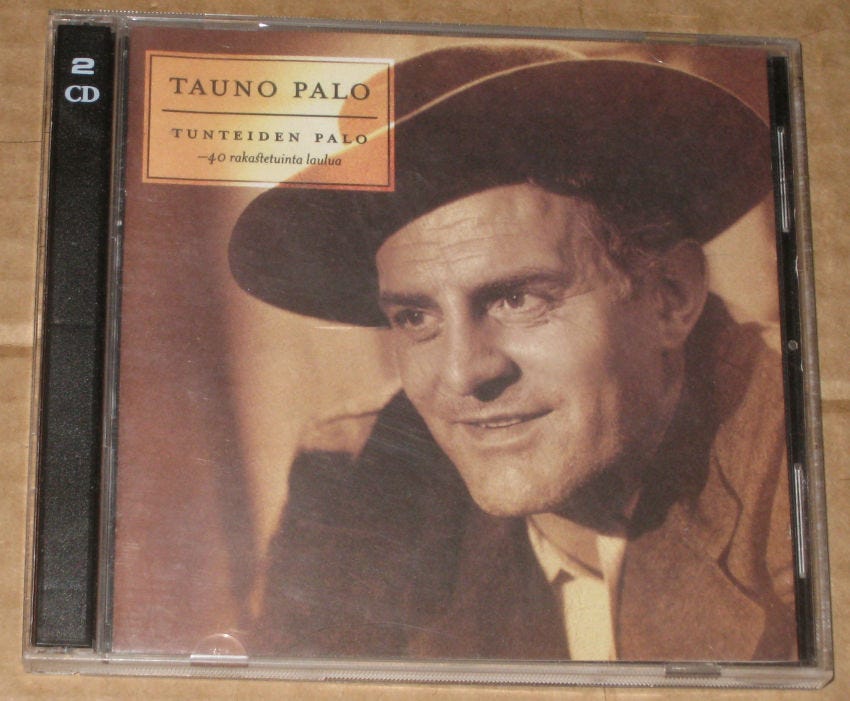 2
CD
TAUNO PALO
TUNTEIDEN PALO
–40 rakastetuinta laulua